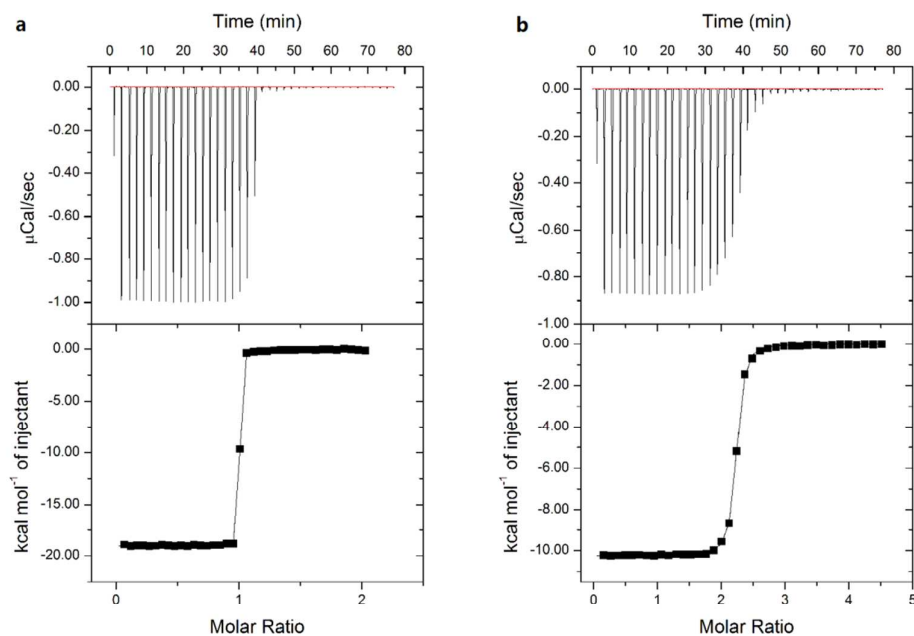 a
Time (min)
0 10 20 30 40 50 60 70 80
0.00
-0.20
-0.40
-0.60
-0.80
-1.00
µCal/sec
0.00
-5.00
-10.00
-15.00
-20.00
kcal mol⁻¹ of injectant
0 1 2
Molar Ratio
b
Time (min)
0 10 20 30 40 50 60 70 80
0.00
-0.20
-0.40
-0.60
-0.80
-1.00
µCal/sec
0.00
-2.00
-4.00
-6.00
-8.00
-10.00
kcal mol⁻¹ of injectant
0 1 2 3 4 5
Molar Ratio